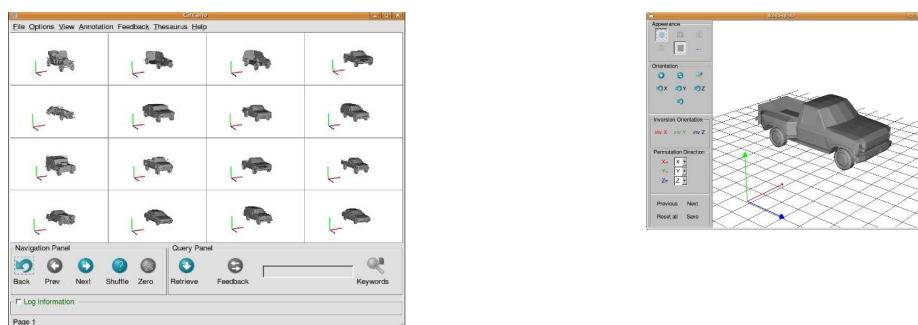 File Options View Annotation Feedback Thesaurus Help
Navigation Panel
Back Prev Next Shuffle Zero
Query Panel
Retrieve Feedback Keywords
Log Information
Page 1
Appearance
Orientation
X Y Z
Inversion Orientation
inv X inv Y inv Z
Permutation Direction
X= X
Y= Y
Z= Z
Previous Next
Reset all Save